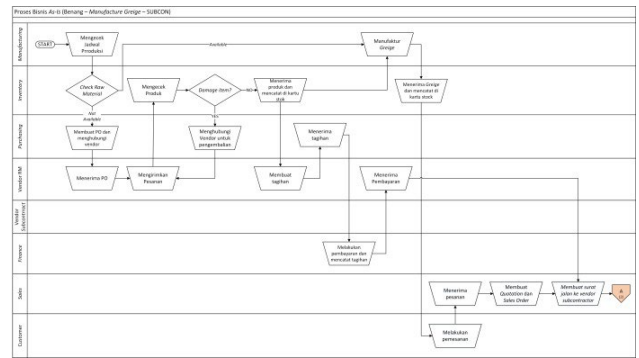 Proses Bisnis As-Is (Benang – Manufacture Greige – SUBCON)
Manufacturing
START
Mengecek
Jadwal
Produksi
Available
Manufaktur
Greige
Inventory
Check Raw
Material
Mengecek
Produk
Damage item?
NO
Menerima
produk dan
mencatat di kartu
stok
Menerima Greige
dan mencatat di
kartu stock
Not
Available
YES
Purchasing
Membuat PO dan
menghubungi
vendor
Menghubungi
Vendor untuk
pengembalian
Menerima
tagihan
Vendor RM
Menerima PO
Mengirimkan
Pesanan
Membuat
tagihan
Menerima
Pembayaran
Vendor
Subcontract
Finance
Melakukan
pembayaran dan
mencatat tagihan
Sales
Menerima
pesanan
Membuat
Quotation dan
Sales Order
Membuat surat
jalan ke vendor
subcontractor
A
Customer
Melakukan
pemesanan